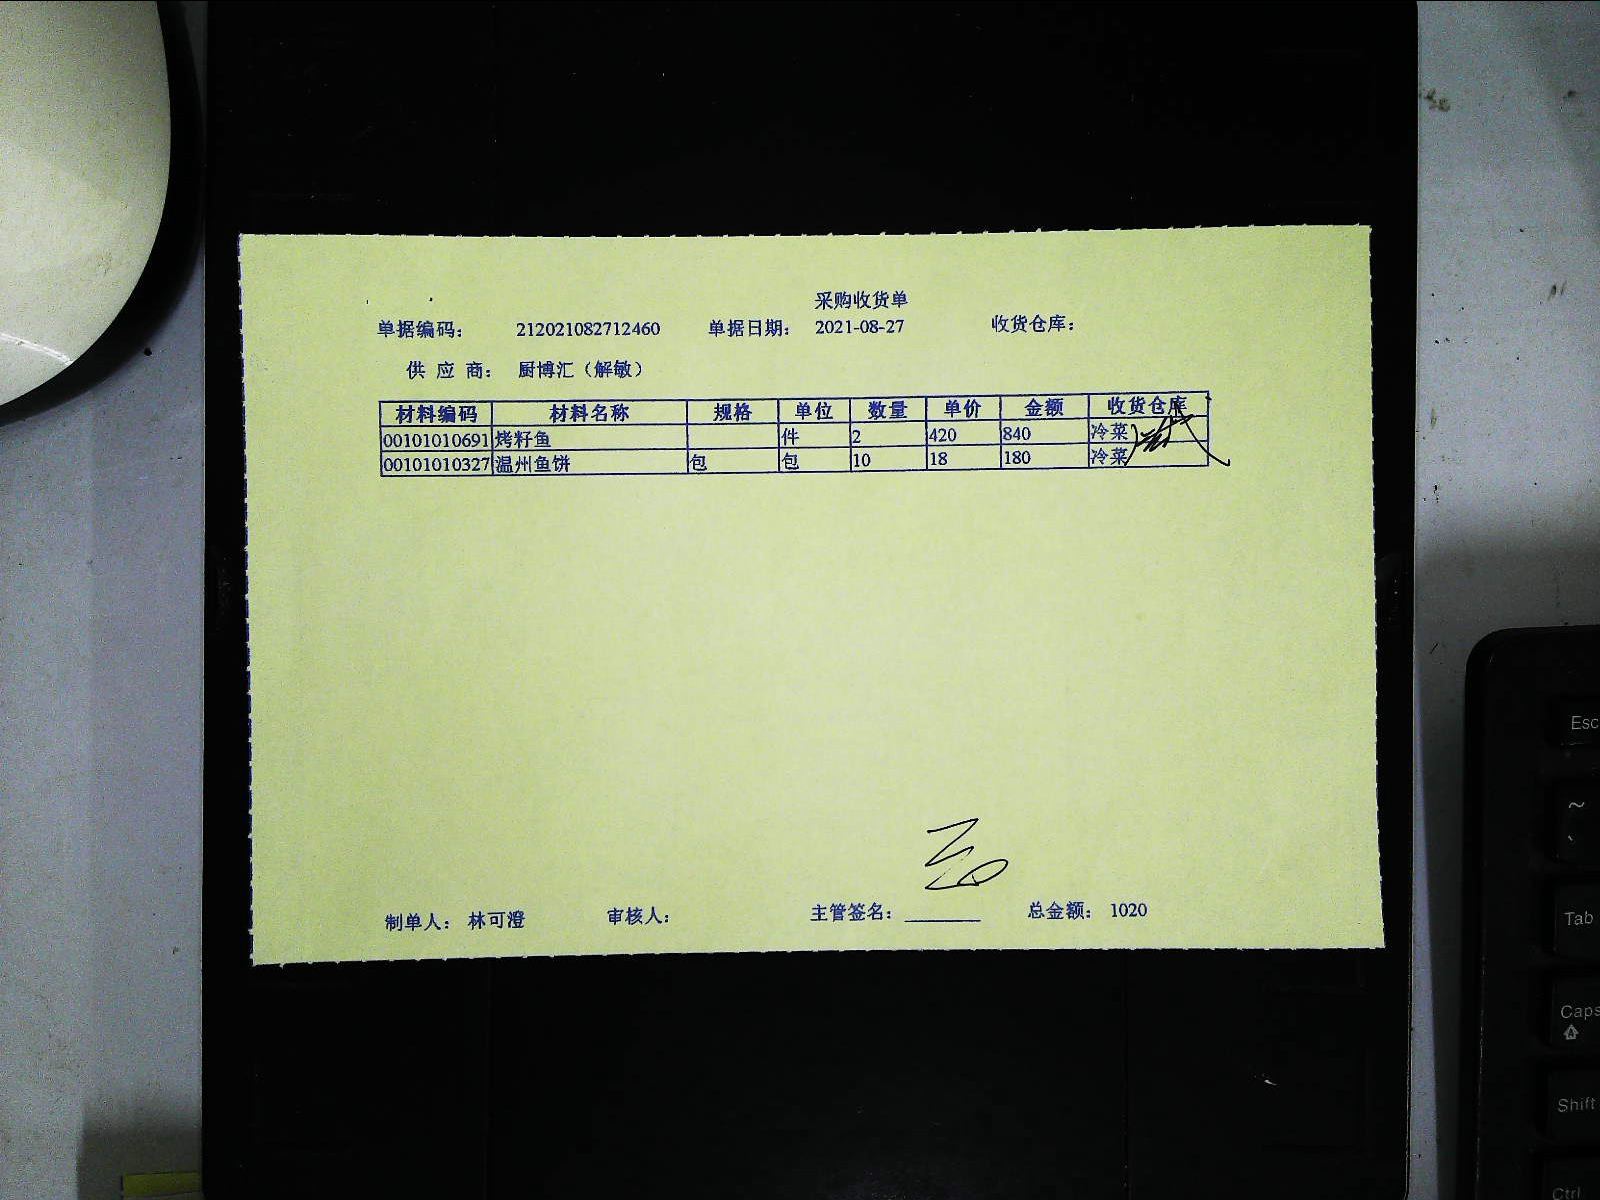 采购收货单
单据编码： 212021082712460 单据日期： 2021-08-27 收货仓库：
供 应 商： 厨博汇（解敏）
材料编码 材料名称 规格 单位 数量 单价 金额 收货仓库
00101010691 烤籽鱼 件 2 420 840 冷菜
00101010327 温州鱼饼 包 包 10 18 180 冷菜
制单人： 林可澄 审核人： 主管签名： 总金额： 1020
Esc
~
Tab
Caps
Shift
Ctrl